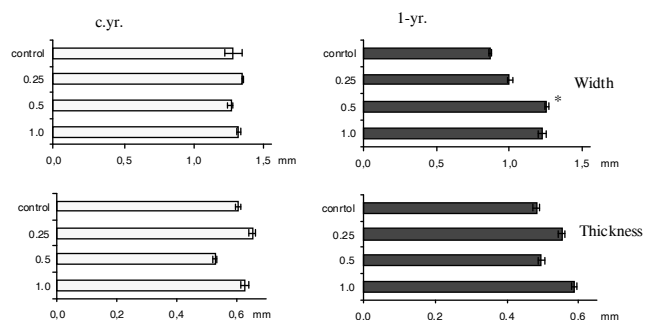 c.yr.
control
0.25
0.5
1.0
0,0 0,5 1,0 1,5 mm
1-yr.
conrtol
0.25
0.5 *
1.0
0,0 0,5 1,0 1,5 mm
Width
control
0.25
0.5
1.0
0,0 0,2 0,4 0,6 mm
conrtol
0.25
0.5
1.0
0,0 0.2 0.4 0.6 mm
Thickness